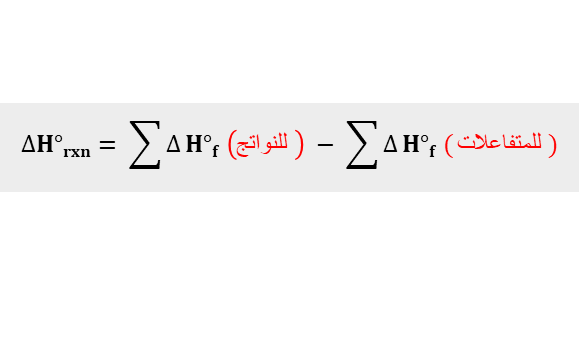 ΔH°rxn = ∑ Δ H°f (للنواتج ) − ∑ Δ H°f ( للمتفاعلات )